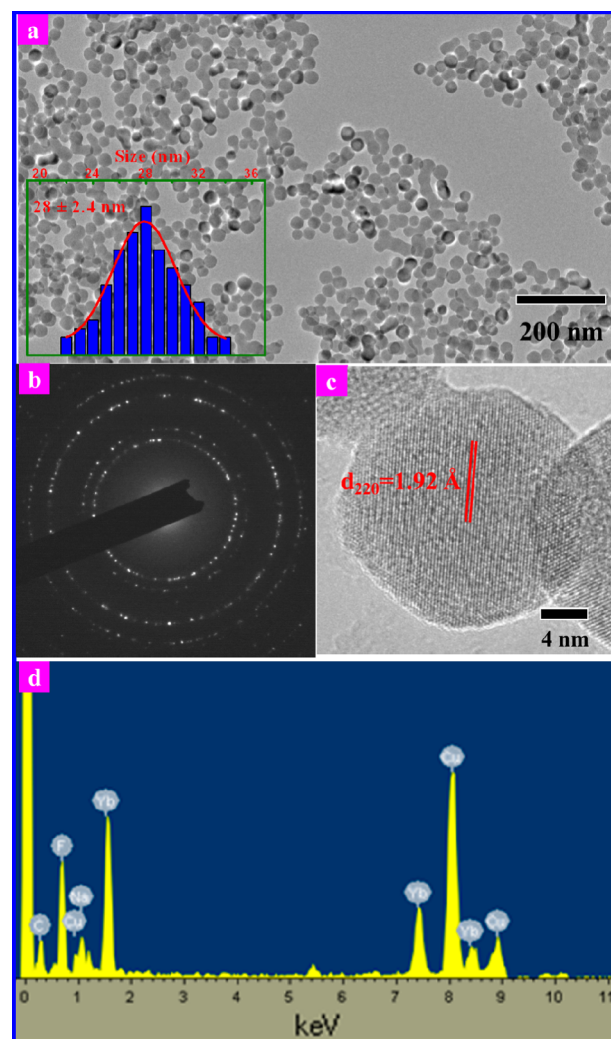 a
Size (nm)
20 24 28 32 36
28 ± 2.4 nm
200 nm
b
c
d₂₂₀=1.92 Å
4 nm
d
Cu
Yb
F
Na
Yb
C
Cu
Yb
Cu
0 1 2 3 4 5 6 7 8 9 10 11
keV